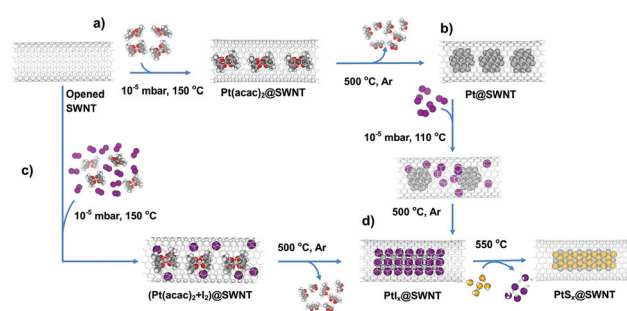 a)
10⁻⁵ mbar, 150 °C
Opened
SWNT
Pt(acac)₂@SWNT
500 °C, Ar
b)
Pt@SWNT
10⁻⁵ mbar, 110 °C
500 °C, Ar
c)
10⁻⁵ mbar, 150 °C
(Pt(acac)₂+I₂)@SWNT
500 °C, Ar
d)
PtIₓ@SWNT
550 °C
PtSₓ@SWNT